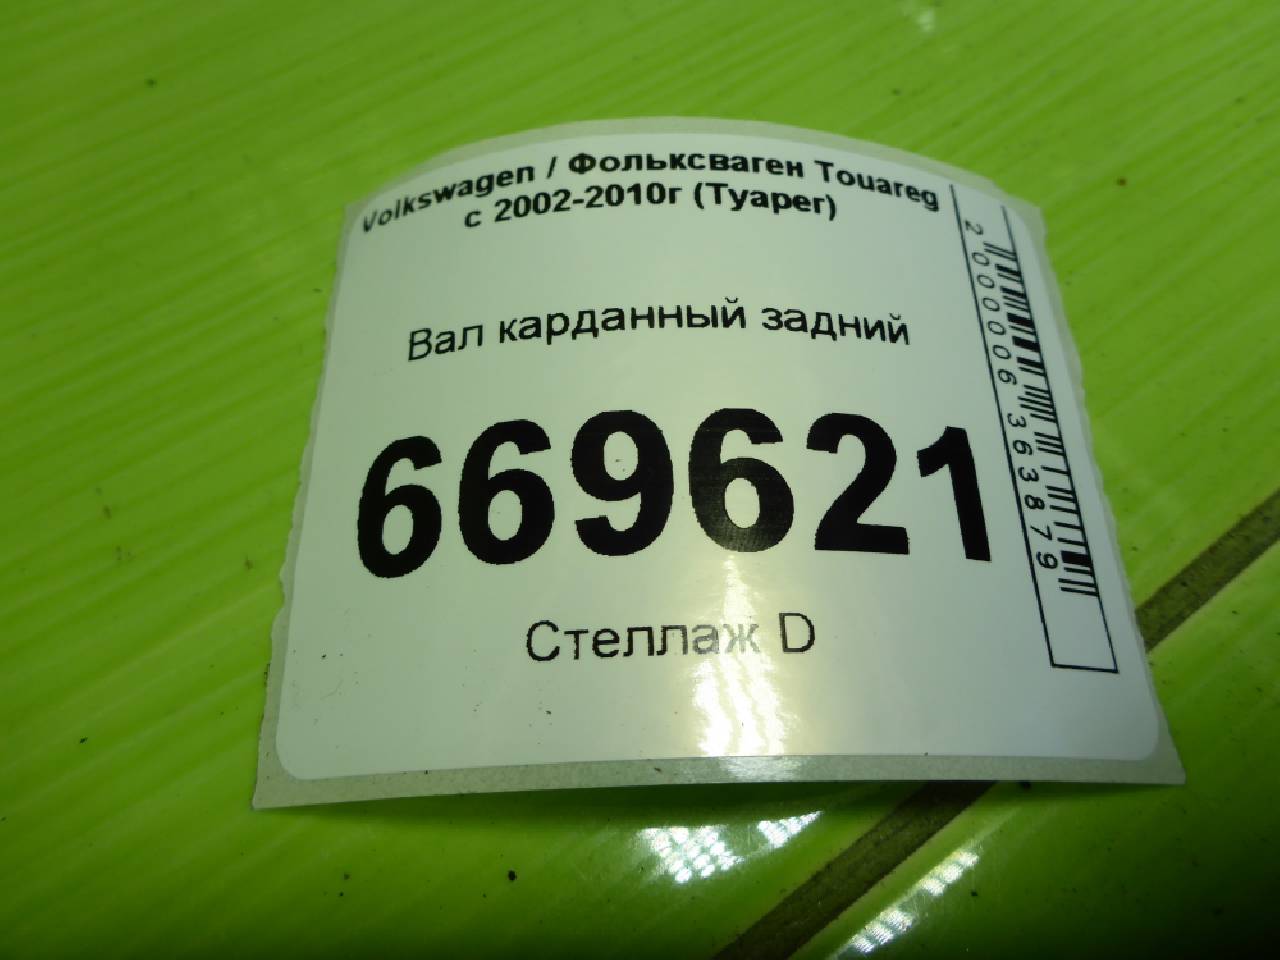 Volkswagen / Фольксваген Touareg
с 2002-2010г (Туарег)
Вал карданный задний
669621
Стеллаж D
2000006363879